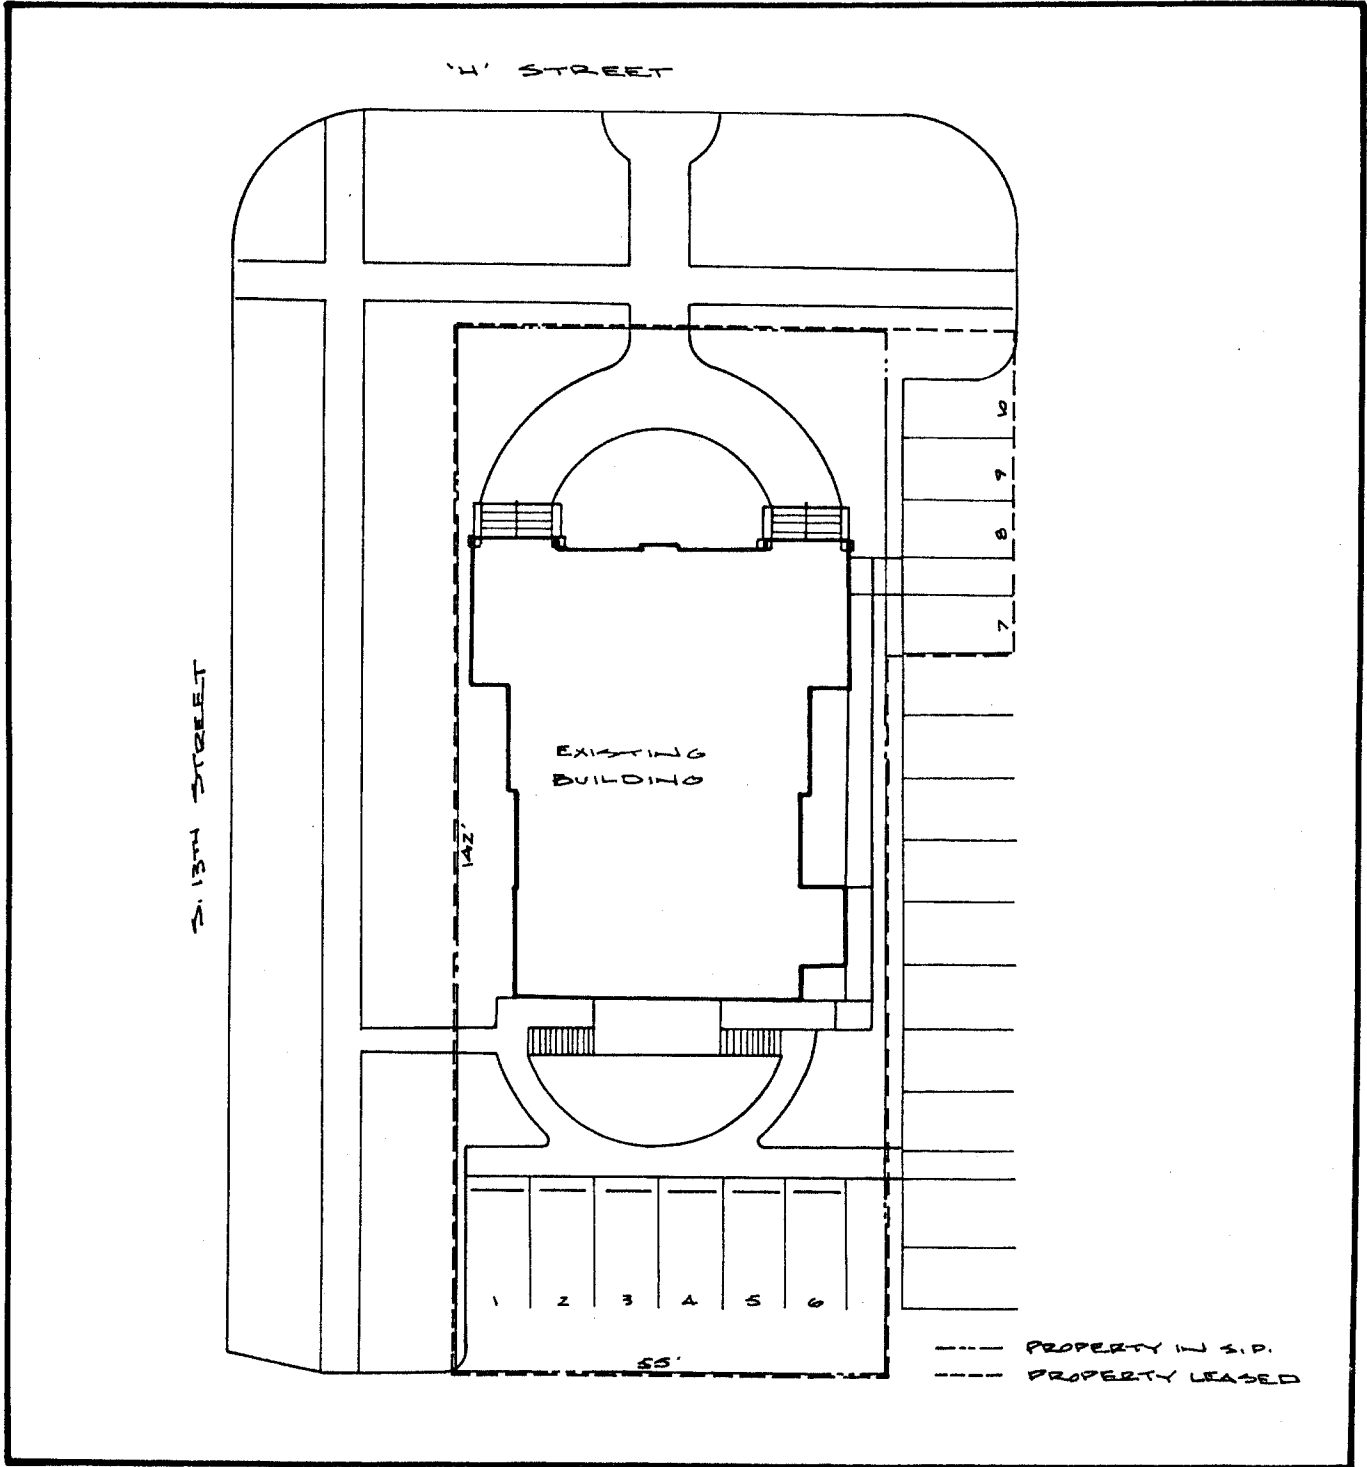 'H' STREET
10
9
8
7
S. 13TH STREET
EXISTING
BUILDING
142'
1 2 3 4 5 6
55'
PROPERTY IN S.P.
PROPERTY LEASED